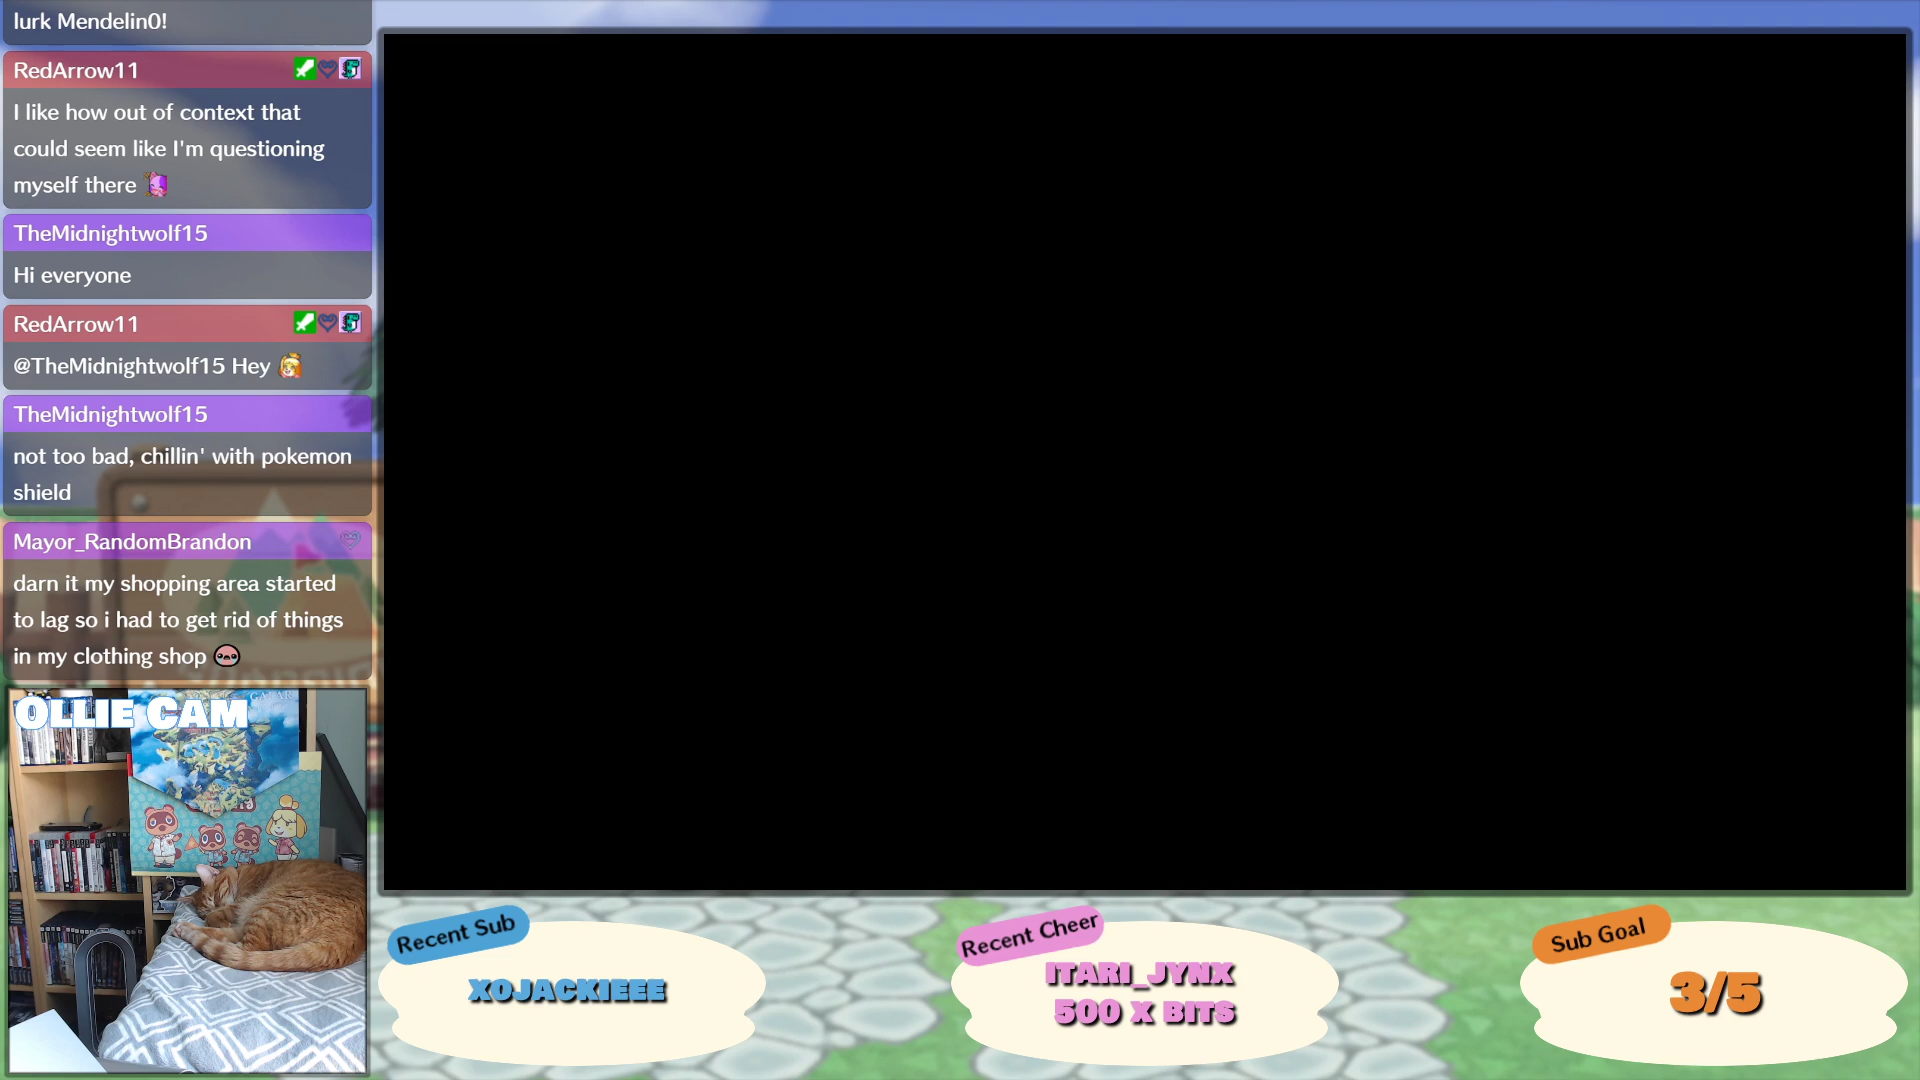 lurk Mendelin0!
RedArrow11
I like how out of context that
could seem like I'm questioning
myself there
TheMidnightwolf15
Hi everyone
RedArrow11
@TheMidnightwolf15 Hey
TheMidnightwolf15
not too bad, chillin' with pokemon
shield
Mayor_RandomBrandon
darn it my shopping area started
to lag so i had to get rid of things
in my clothing shop
Ollie Cam
Recent Sub
xojackieee
Recent Cheer
Itari_Jynx
500 x bits
Sub Goal
3/5